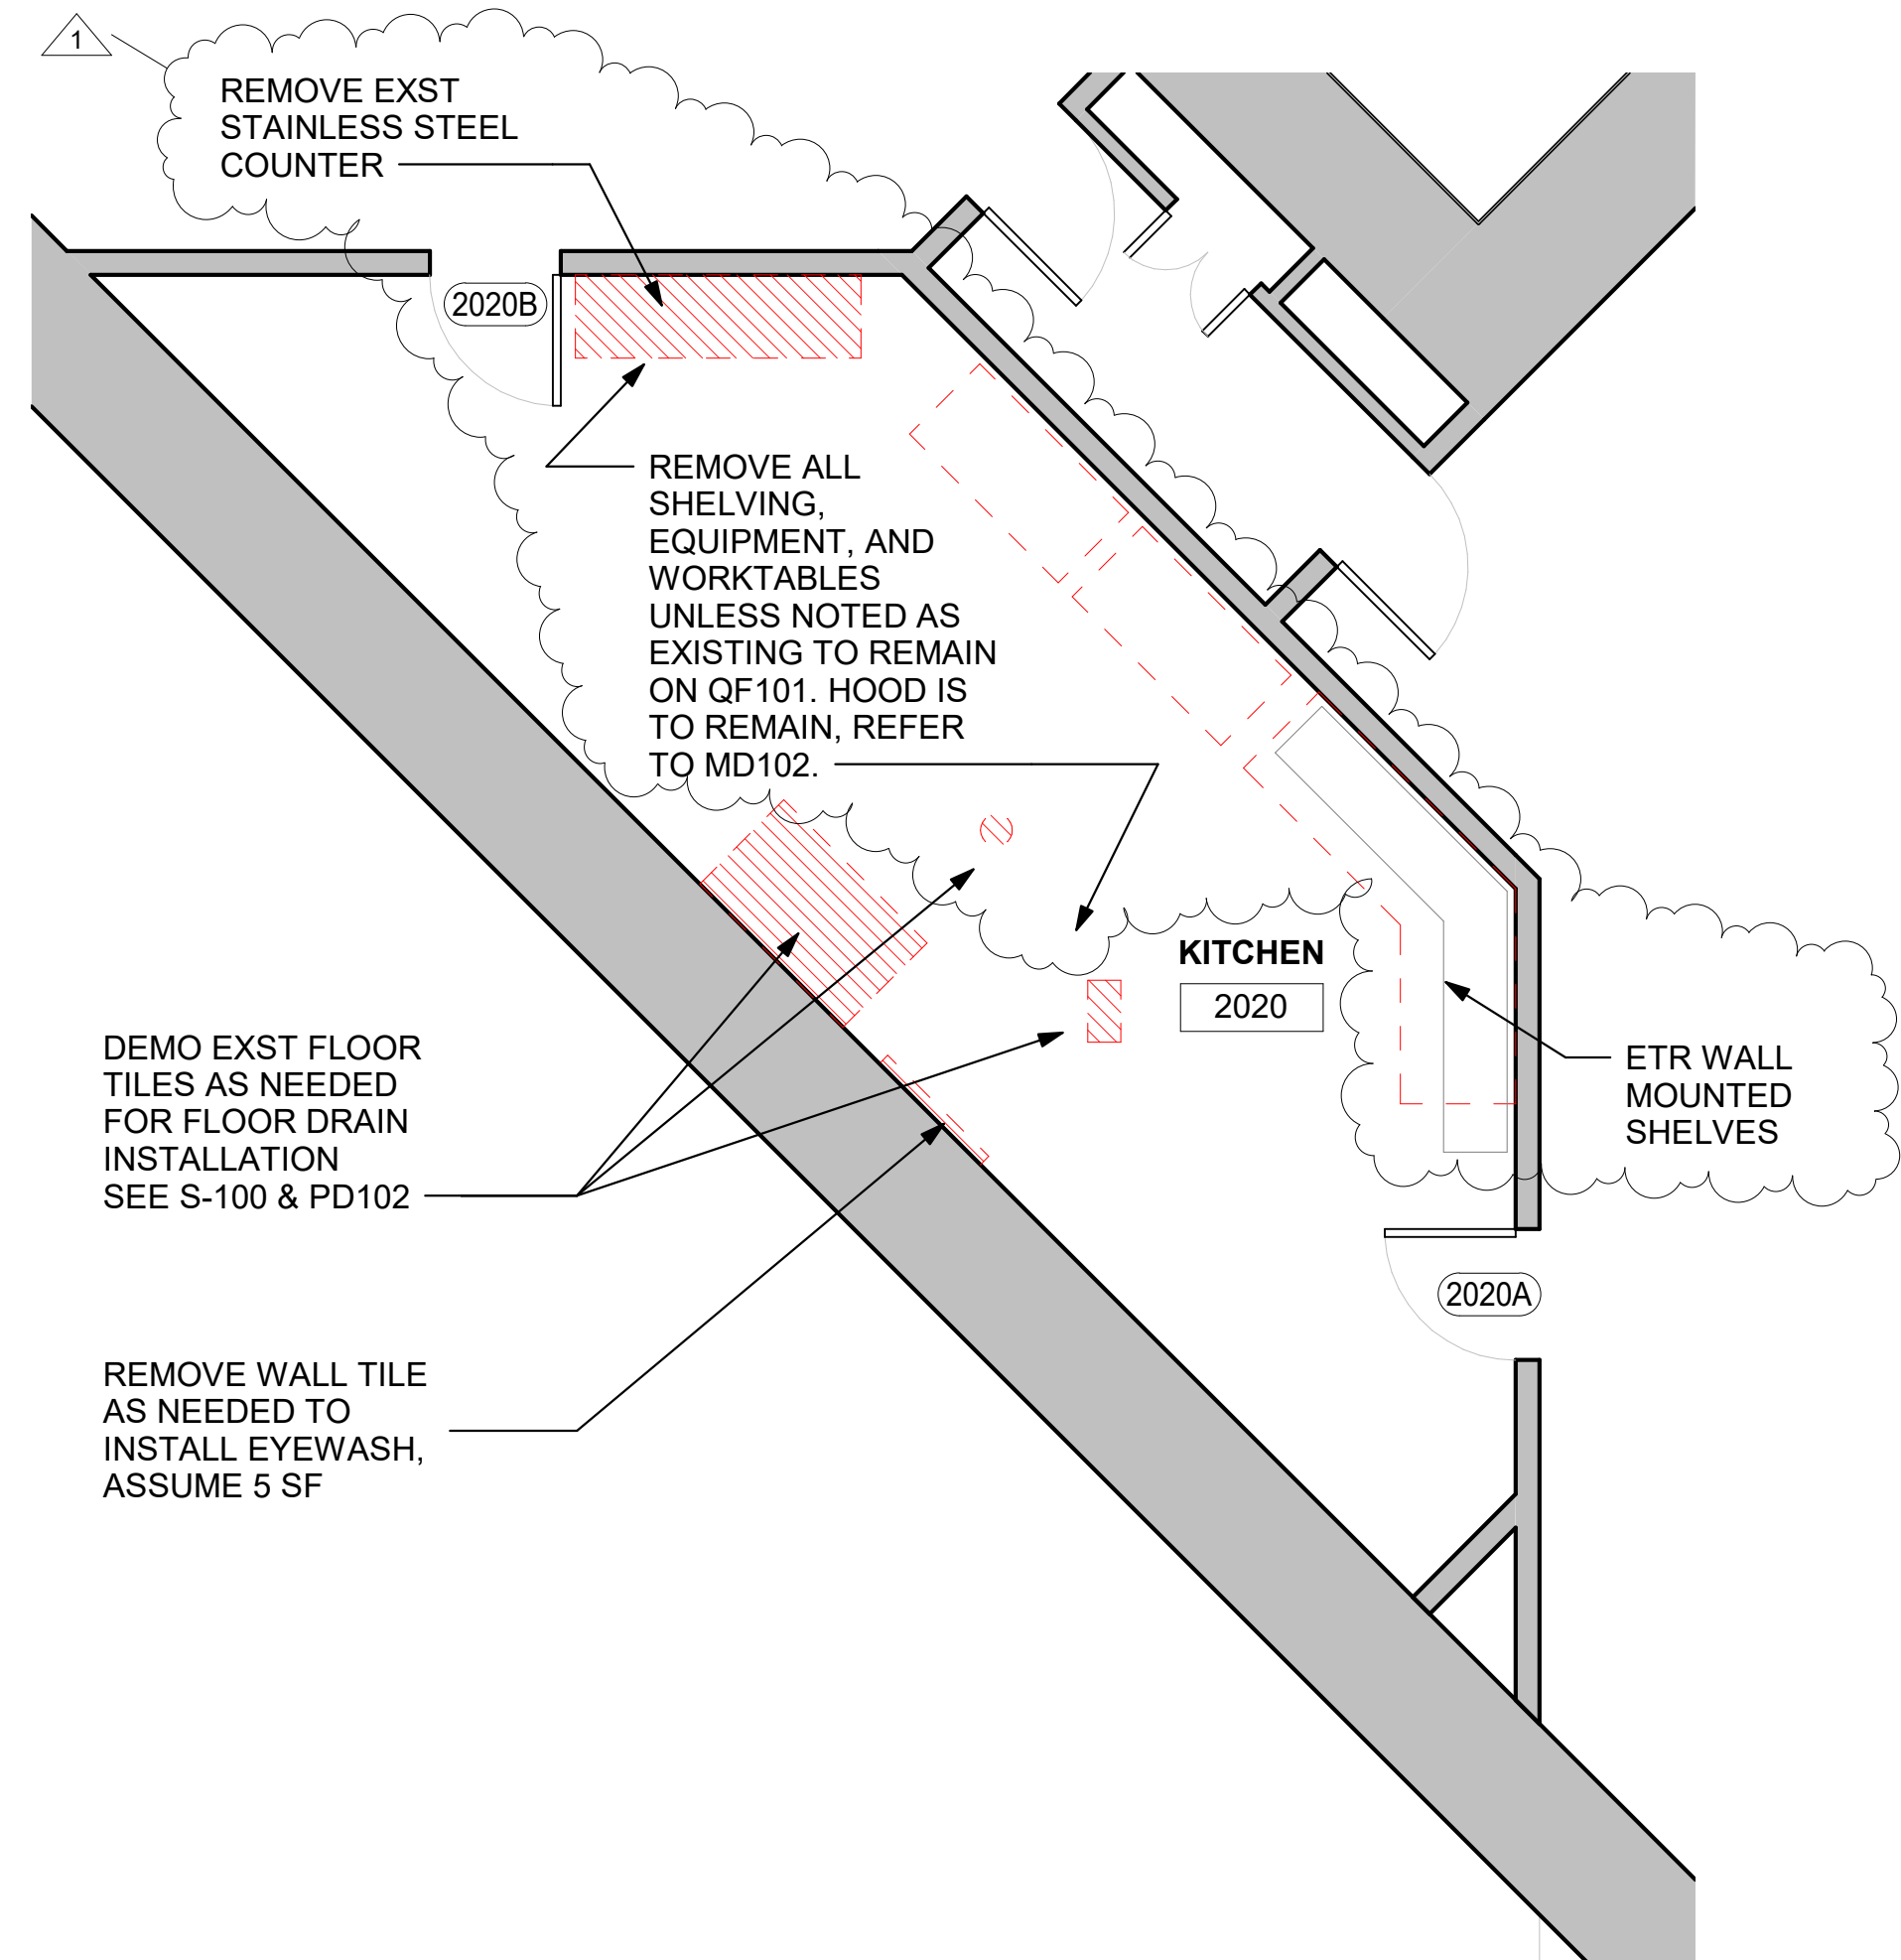 1
REMOVE EXST
STAINLESS STEEL
COUNTER
2020B
REMOVE ALL
SHELVING,
EQUIPMENT, AND
WORKTABLES
UNLESS NOTED AS
EXISTING TO REMAIN
ON QF101. HOOD IS
TO REMAIN, REFER
TO MD102.
KITCHEN
2020
DEMO EXST FLOOR
TILES AS NEEDED
FOR FLOOR DRAIN
INSTALLATION
SEE S-100 & PD102
ETR WALL
MOUNTED
SHELVES
2020A
REMOVE WALL TILE
AS NEEDED TO
INSTALL EYEWASH,
ASSUME 5 SF